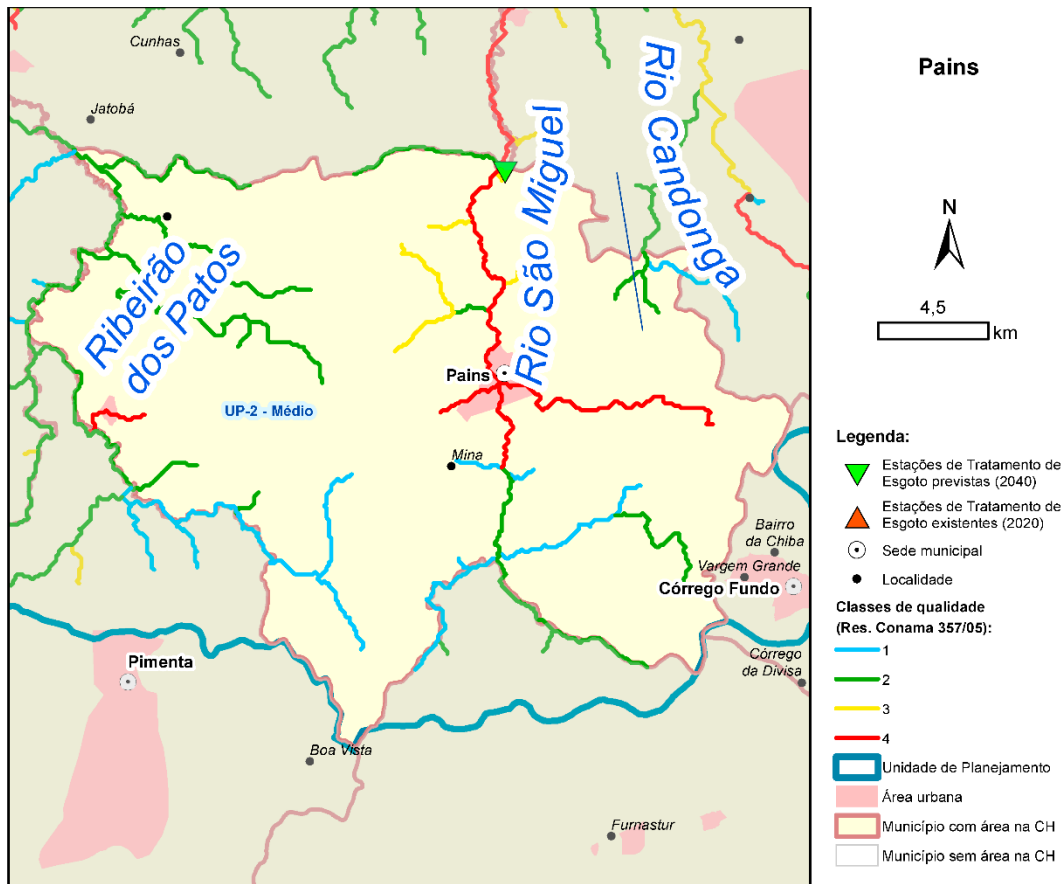 Cunhas
Jatobá
Ribeirão
dos Patos
Rio São Miguel
Rio Candonga
Pains
UP-2 - Médio
Mina
Bairro
da Chiba
Vargem Grande
Córrego Fundo
Córrego
da Divisa
Pimenta
Boa Vista
Furnastur
Pains
N
4,5
km
Legenda:
Estações de Tratamento de
Esgoto previstas (2040)
Estações de Tratamento de
Esgoto existentes (2020)
Sede municipal
Localidade
Classes de qualidade
(Res. Conama 357/05):
1
2
3
4
Unidade de Planejamento
Área urbana
Município com área na CH
Município sem área na CH